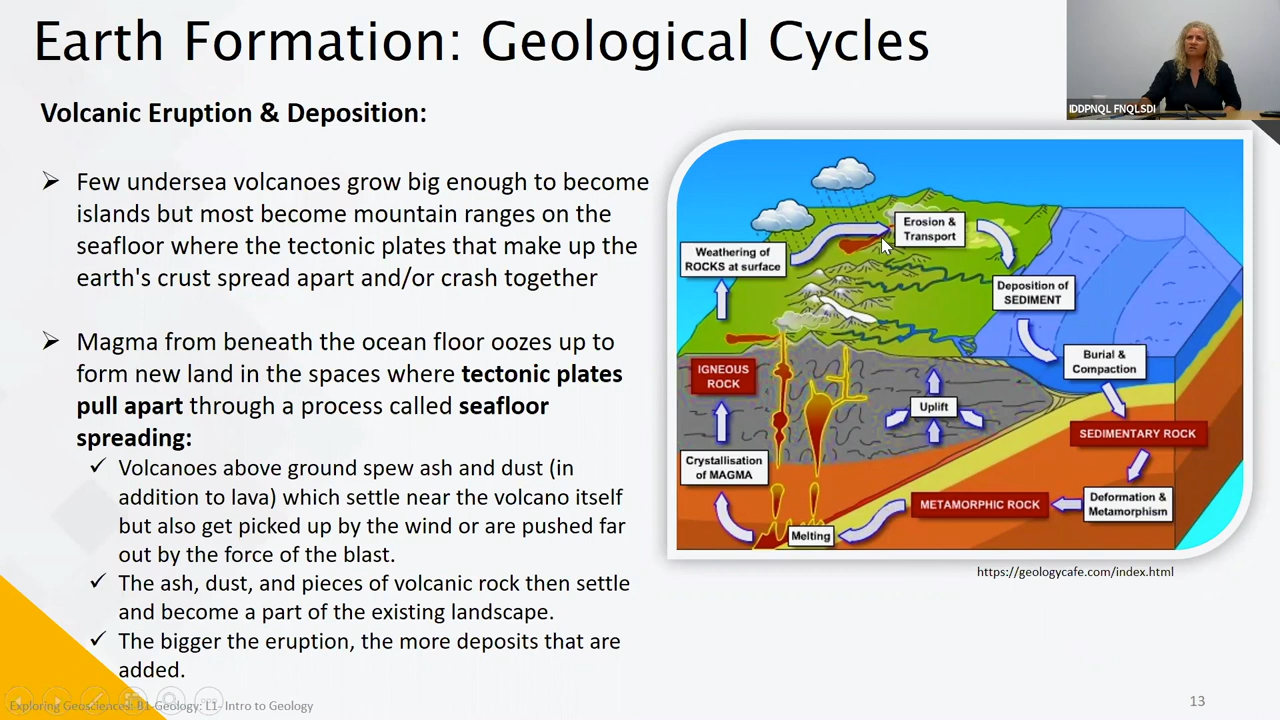 Earth Formation: Geological Cycles
IDDPNQL FNQLSDI
Volcanic Eruption & Deposition:
➢ Few undersea volcanoes grow big enough to become
islands but most become mountain ranges on the
seafloor where the tectonic plates that make up the
earth's crust spread apart and/or crash together
➢ Magma from beneath the ocean floor oozes up to
form new land in the spaces where tectonic plates
pull apart through a process called seafloor
spreading:
✓ Volcanoes above ground spew ash and dust (in
addition to lava) which settle near the volcano itself
but also get picked up by the wind or are pushed far
out by the force of the blast.
✓ The ash, dust, and pieces of volcanic rock then settle
and become a part of the existing landscape.
✓ The bigger the eruption, the more deposits that are
added.
Weathering of
ROCKS at surface
Erosion &
Transport
Deposition of
SEDIMENT
Burial &
Compaction
SEDIMENTARY ROCK
Deformation &
Metamorphism
METAMORPHIC ROCK
Melting
Crystallisation
of MAGMA
IGNEOUS
ROCK
Uplift
https://geologycafe.com/index.html
Exploring Geosciences: B1-Geology: L1- Intro to Geology
13